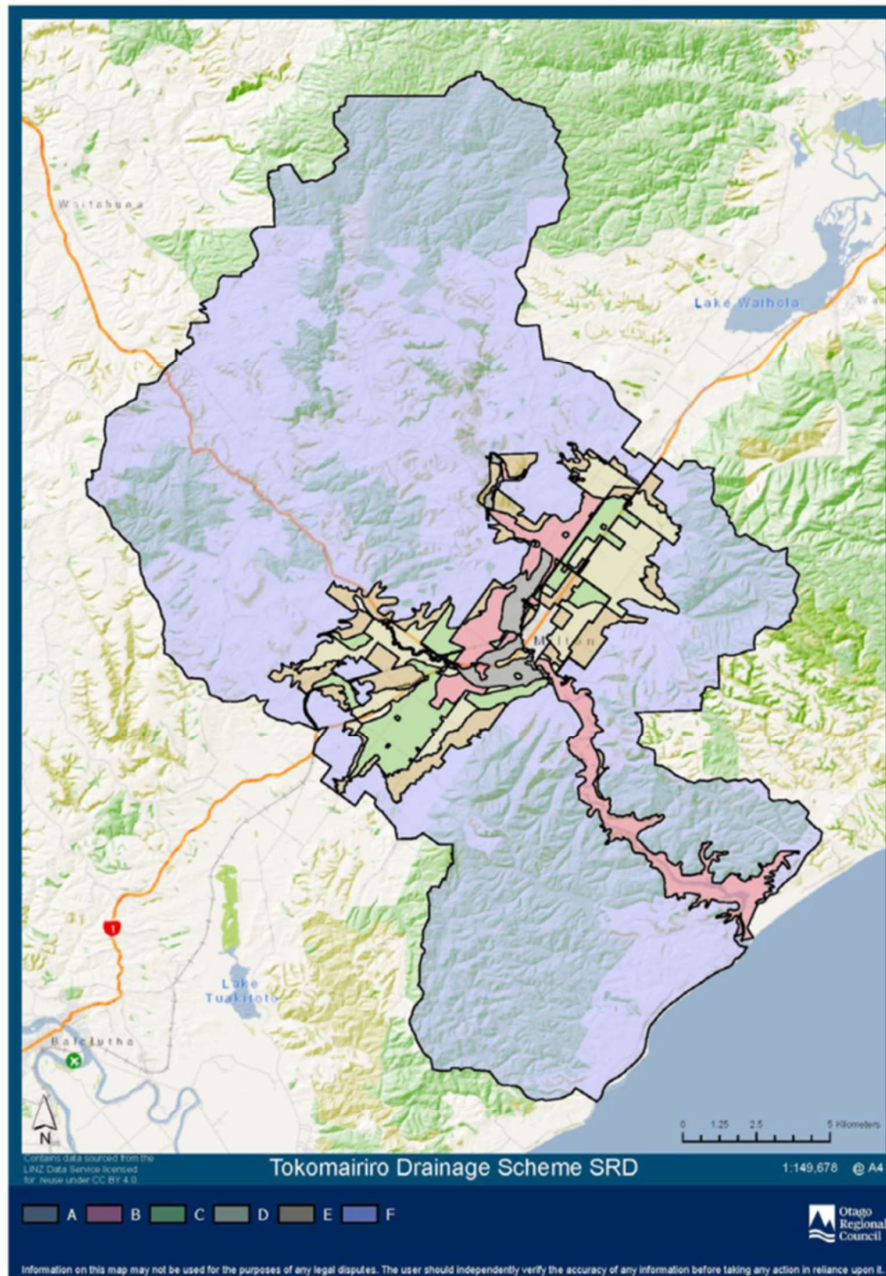 Waitahuna
Lake Waihola
Milton
1
Lake
Tuakitoto
Balclutha
N
0 1.25 2.5 5 Kilometers
Contains data sourced from the
LINZ Data Service licensed
for reuse under CC BY 4.0
Tokomairiro Drainage Scheme SRD
1:149,678 @ A4
A B C D E F
Otago
Regional
Council
Information on this map may not be used for the purposes of any legal disputes. The user should independently verify the accuracy of any information before taking any action in reliance upon it.